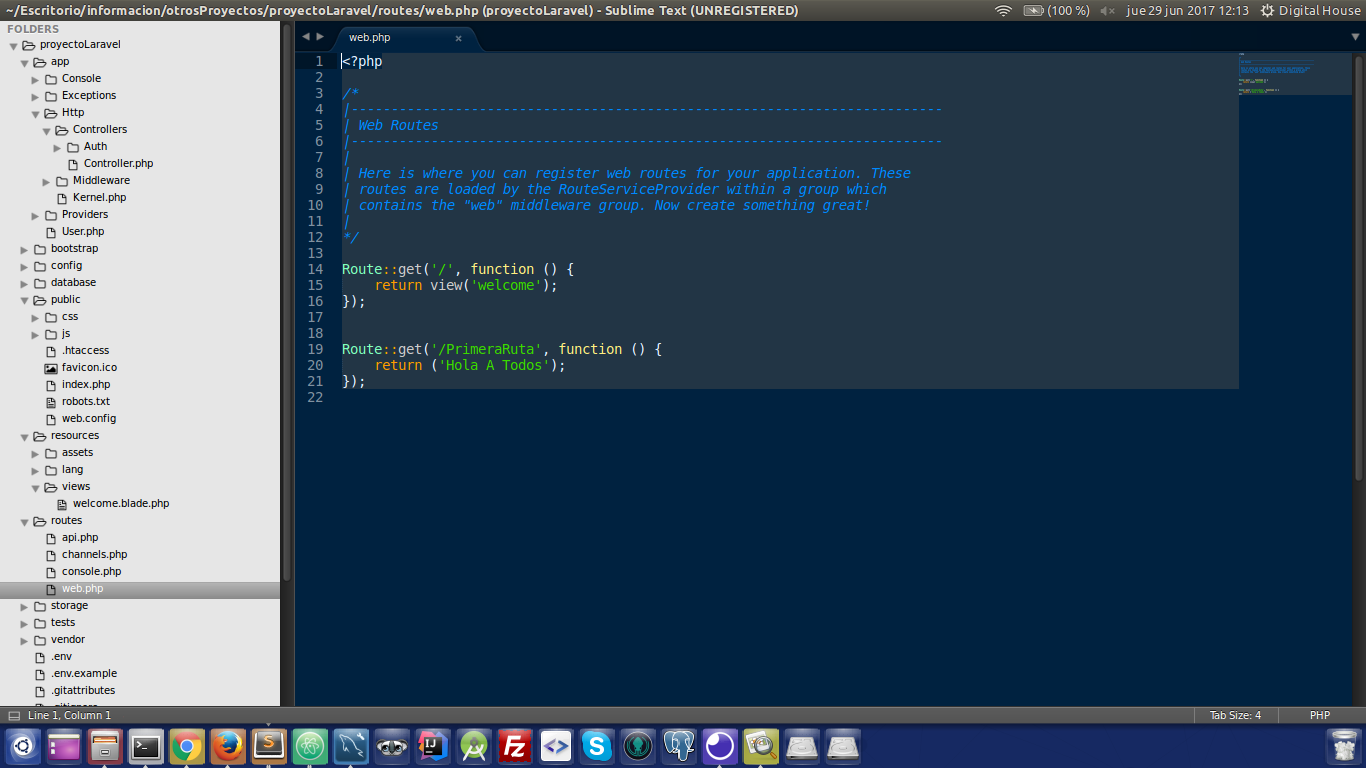 ~/Escritorio/informacion/otrosProyectos/proyectoLaravel/routes/web.php (proyectoLaravel) - Sublime Text (UNREGISTERED)
(100 %)
jue 29 jun 2017 12:13
Digital House
FOLDERS
proyectoLaravel
app
Console
Exceptions
Http
Controllers
Auth
Controller.php
Middleware
Kernel.php
Providers
User.php
bootstrap
config
database
public
css
js
.htaccess
favicon.ico
index.php
robots.txt
web.config
resources
assets
lang
views
welcome.blade.php
routes
api.php
channels.php
console.php
web.php
storage
tests
vendor
.env
.env.example
.gitattributes
web.php ×
1 <?php
2
3 /*
4 |--------------------------------------------------------------------------
5 | Web Routes
6 |--------------------------------------------------------------------------
7 |
8 | Here is where you can register web routes for your application. These
9 | routes are loaded by the RouteServiceProvider within a group which
10 | contains the "web" middleware group. Now create something great!
11 |
12 */
13
14 Route::get('/', function () {
15     return view('welcome');
16 });
17
18
19 Route::get('/PrimeraRuta', function () {
20     return ('Hola A Todos');
21 });
22
Line 1, Column 1
Tab Size: 4
PHP